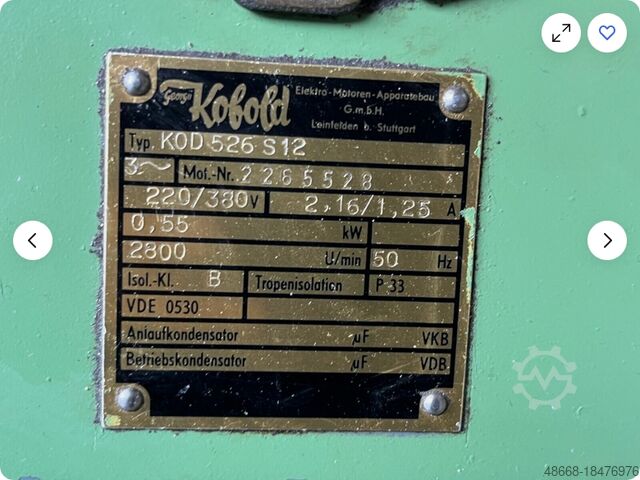 George Kobold
Elektro-Motoren-Apparatebau
G.m.b.H.
Leinfelden b. Stuttgart
Typ. KOD 526 S12
3~ Mot.-Nr. 2265528
220/380 V 2,16/1,25 A
0,55 kW
2800 U/min 50 Hz
Isol.-Kl. B Tropenisolation P 33
VDE 0530
Anlaufkondensator µF VKB
Betriebskondensator µF VDB
48668-18476976